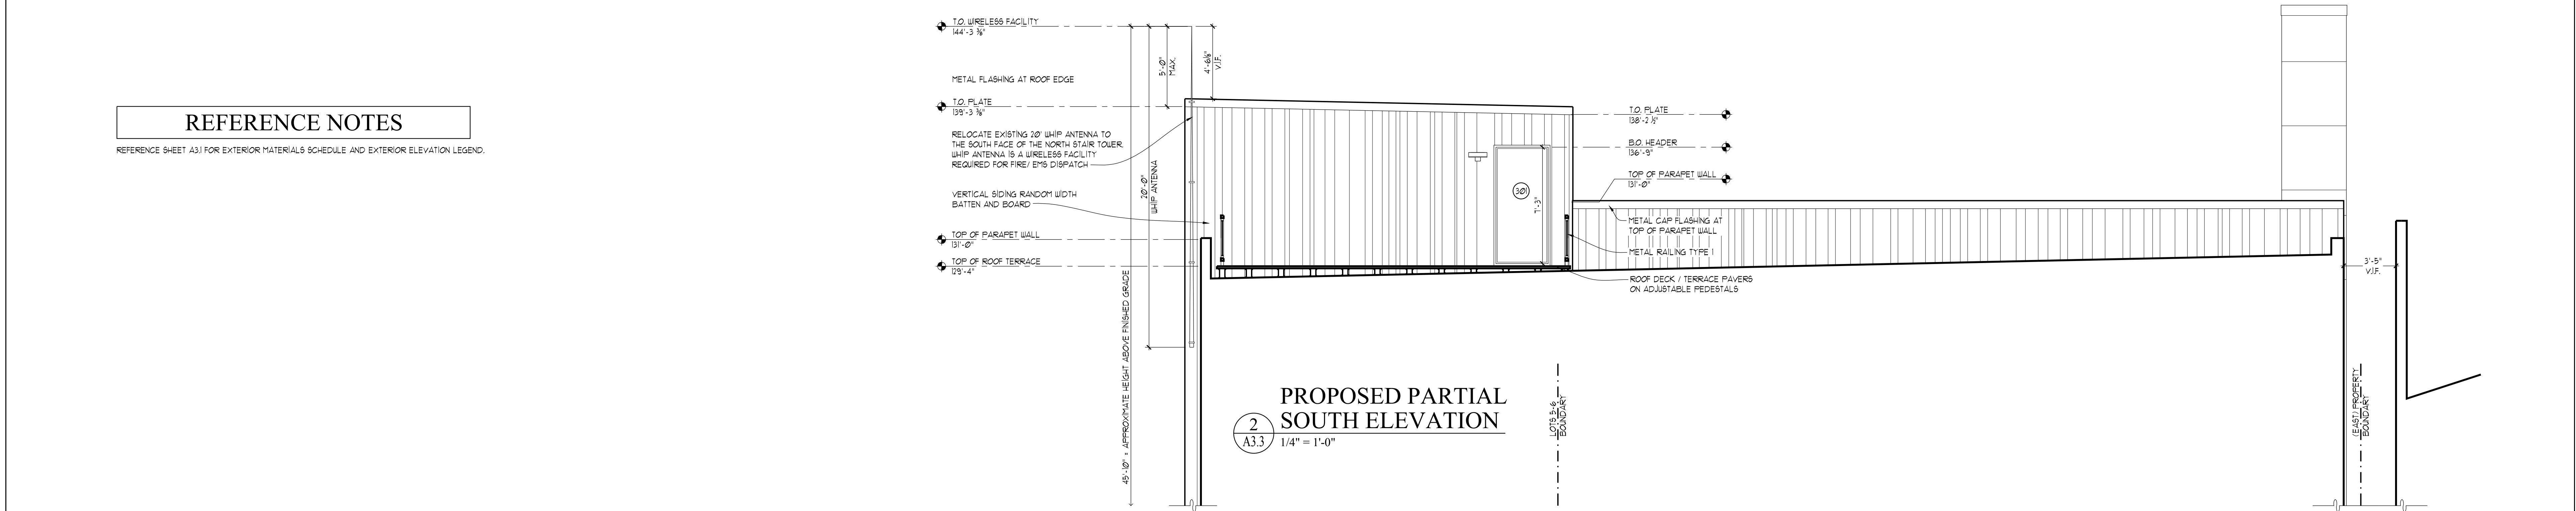 REFERENCE NOTES
REFERENCE SHEET A3.1 FOR EXTERIOR MATERIALS SCHEDULE AND EXTERIOR ELEVATION LEGEND.
T.O. WIRELESS FACILITY
144'-3 ⅜"
METAL FLASHING AT ROOF EDGE
T.O. PLATE
139'-3 ⅜"
RELOCATE EXISTING 20' WHIP ANTENNA TO
THE SOUTH FACE OF THE NORTH STAIR TOWER.
WHIP ANTENNA IS A WIRELESS FACILITY
REQUIRED FOR FIRE/ EMS DISPATCH
VERTICAL SIDING RANDOM WIDTH
BATTEN AND BOARD
TOP OF PARAPET WALL
131'-0"
TOP OF ROOF TERRACE
129'-4"
45'-10" = APPROXIMATE HEIGHT ABOVE FINISHED GRADE
20'-0"
WHIP ANTENNA
5'-0"
MAX.
4'-6½"
V.I.F.
301
7'-3"
T.O. PLATE
138'-2 ½"
B.O. HEADER
136'-9"
TOP OF PARAPET WALL
131'-0"
METAL CAP FLASHING AT
TOP OF PARAPET WALL
METAL RAILING TYPE 1
ROOF DECK / TERRACE PAVERS
ON ADJUSTABLE PEDESTALS
3'-5"
V.I.F.
LOTS 5-6
BOUNDARY
(EAST) PROPERTY
BOUNDARY
2
A3.3
PROPOSED PARTIAL
SOUTH ELEVATION
1/4" = 1'-0"